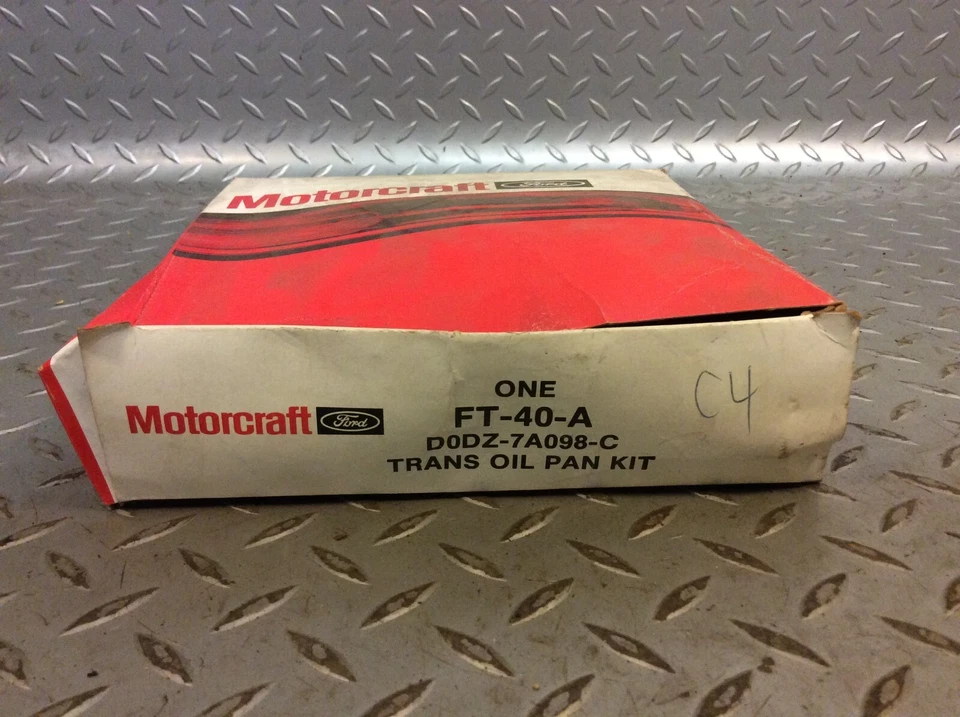 Motorcraft Ford
ONE
FT-40-A
Motorcraft Ford
D0DZ-7A098-C
TRANS OIL PAN KIT
C4